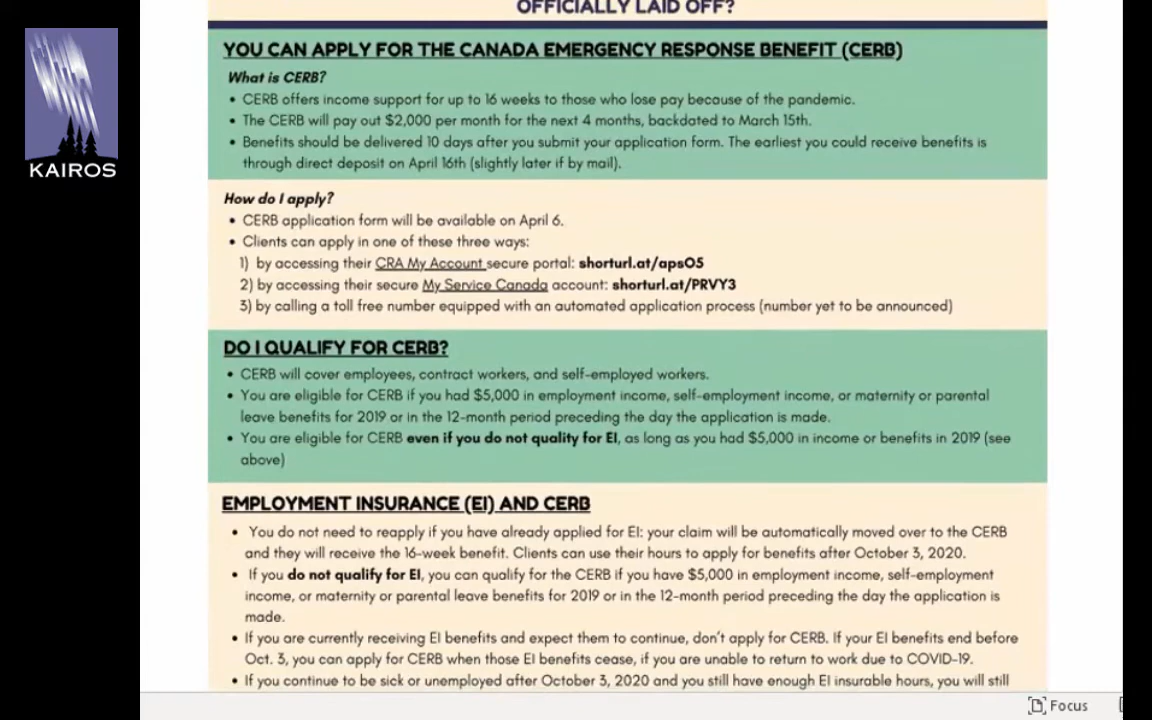 OFFICIALLY LAID OFF?
YOU CAN APPLY FOR THE CANADA EMERGENCY RESPONSE BENEFIT (CERB)
What is CERB?
• CERB offers income support for up to 16 weeks to those who lose pay because of the pandemic.
• The CERB will pay out $2,000 per month for the next 4 months, backdated to March 15th.
• Benefits should be delivered 10 days after you submit your application form. The earliest you could receive benefits is
through direct deposit on April 16th (slightly later if by mail).
KAIROS
How do I apply?
• CERB application form will be available on April 6.
• Clients can apply in one of these three ways:
1) by accessing their CRA My Account secure portal: shorturl.at/apsO5
2) by accessing their secure My Service Canada account: shorturl.at/PRVY3
3) by calling a toll free number equipped with an automated application process (number yet to be announced)
DO I QUALIFY FOR CERB?
• CERB will cover employees, contract workers, and self-employed workers.
• You are eligible for CERB if you had $5,000 in employment income, self-employment income, or maternity or parental
leave benefits for 2019 or in the 12-month period preceding the day the application is made.
• You are eligible for CERB even if you do not quality for EI, as long as you had $5,000 in income or benefits in 2019 (see
above)
EMPLOYMENT INSURANCE (EI) AND CERB
• You do not need to reapply if you have already applied for EI: your claim will be automatically moved over to the CERB
and they will receive the 16-week benefit. Clients can use their hours to apply for benefits after October 3, 2020.
• If you do not qualify for EI, you can qualify for the CERB if you have $5,000 in employment income, self-employment
income, or maternity or parental leave benefits for 2019 or in the 12-month period preceding the day the application is
made.
• If you are currently receiving EI benefits and expect them to continue, don't apply for CERB. If your EI benefits end before
Oct. 3, you can apply for CERB when those EI benefits cease, if you are unable to return to work due to COVID-19.
• If you continue to be sick or unemployed after October 3, 2020 and you still have enough EI insurable hours, you will still
Focus